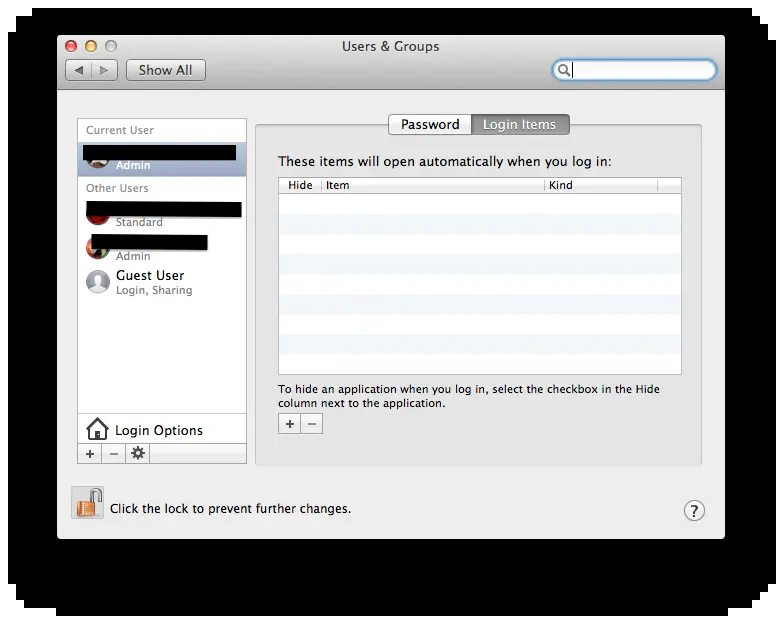 Users & Groups
Show All
Password
Login Items
Current User
Admin
Other Users
Standard
Admin
Guest User
Login, Sharing
Login Options
+ −
These items will open automatically when you log in:
Hide Item Kind
To hide an application when you log in, select the checkbox in the Hide
column next to the application.
+ −
Click the lock to prevent further changes.
?